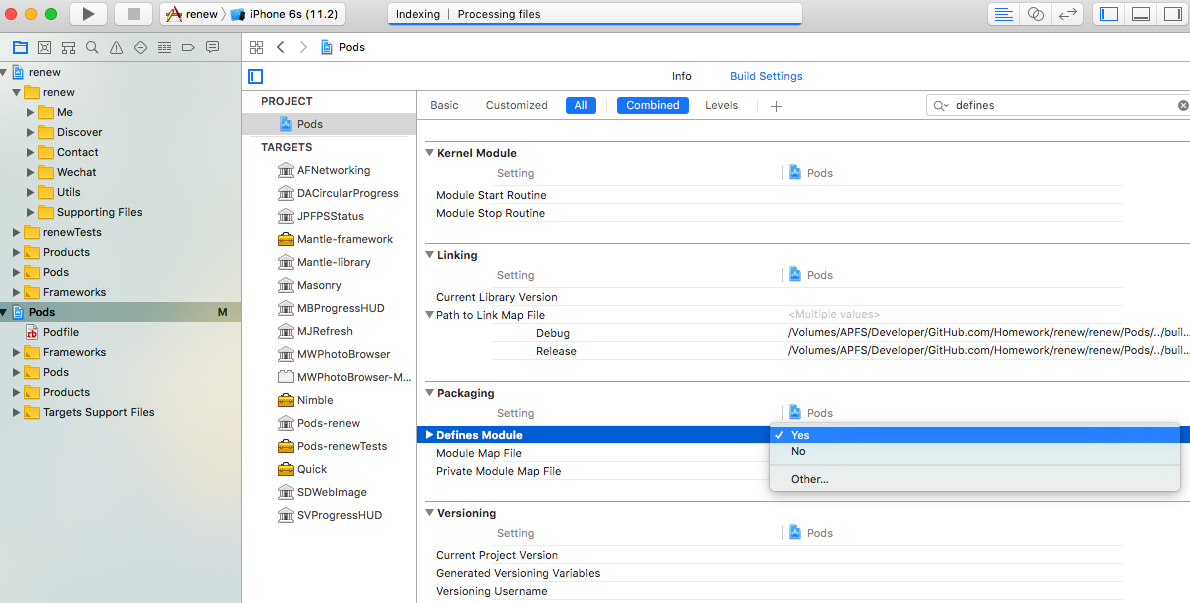 renew 〉 iPhone 6s (11.2)
Indexing | Processing files
Pods
renew
renew
Me
Discover
Contact
Wechat
Utils
Supporting Files
renewTests
Products
Pods
Frameworks
Pods M
Podfile
Frameworks
Pods
Products
Targets Support Files
Info Build Settings
PROJECT
Pods
TARGETS
AFNetworking
DACircularProgress
JPFPSStatus
Mantle-framework
Mantle-library
Masonry
MBProgressHUD
MJRefresh
MWPhotoBrowser
MWPhotoBrowser-M...
Nimble
Pods-renew
Pods-renewTests
Quick
SDWebImage
SVProgressHUD
Basic Customized All Combined Levels + defines
Kernel Module
Setting Pods
Module Start Routine
Module Stop Routine
Linking
Setting Pods
Current Library Version
Path to Link Map File <Multiple values>
Debug /Volumes/APFS/Developer/GitHub.com/Homework/renew/renew/Pods/../buil...
Release /Volumes/APFS/Developer/GitHub.com/Homework/renew/renew/Pods/../buil...
Packaging
Setting Pods
Defines Module Yes
Module Map File No
Private Module Map File
Other...
Versioning
Setting Pods
Current Project Version
Generated Versioning Variables
Versioning Username